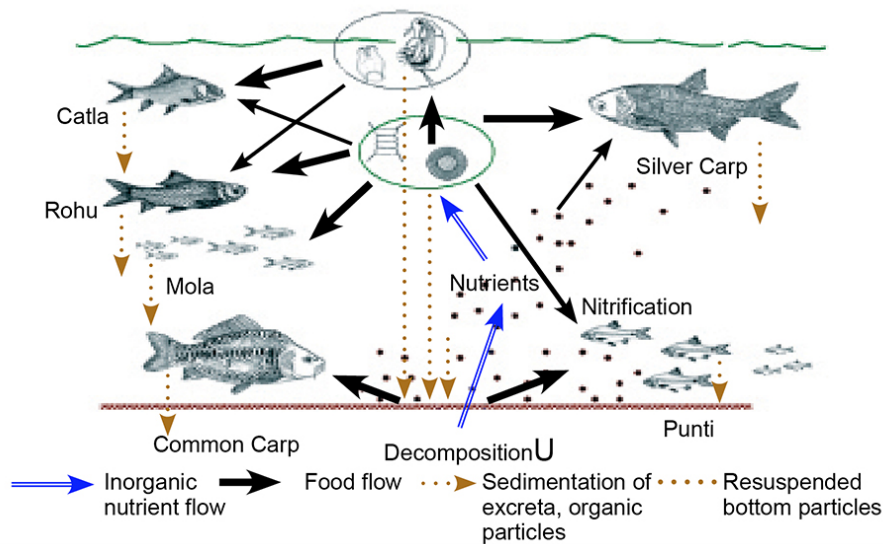 Catla
Silver Carp
Rohu
Nutrients
Mola
Nitrification
Punti
Common Carp
DecompositionU
Inorganic
nutrient flow
Food flow
Sedimentation of
excreta, organic
particles
Resuspended
bottom particles